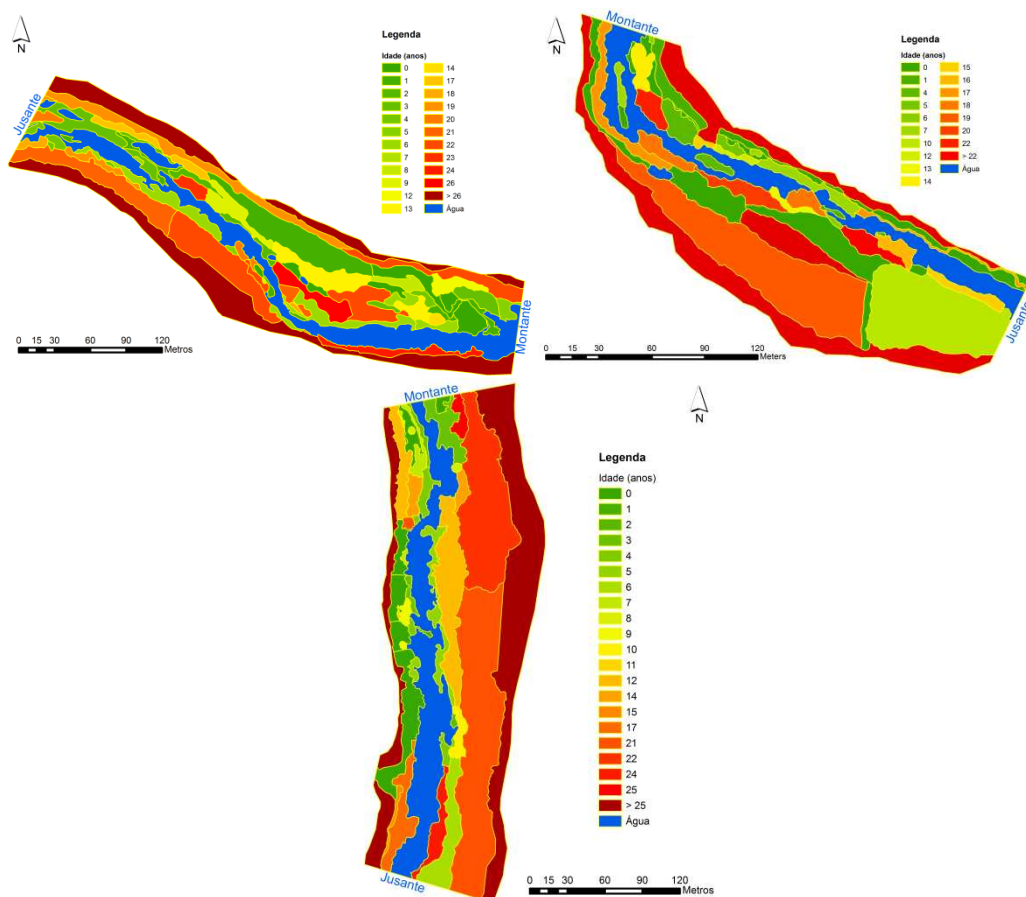 N
Jusante
Montante
Legenda
Idade (anos)
0
1
2
3
4
5
6
7
8
9
12
13
14
17
18
19
20
21
22
23
24
26
> 26
Água
0 15 30 60 90 120
Metros
Montante
Jusante
N
Legenda
Idade (anos)
0
1
4
5
6
7
10
12
13
14
15
16
17
18
19
20
22
> 22
Água
0 15 30 60 90 120
Meters
Montante
Jusante
N
Legenda
Idade (anos)
0
1
2
3
4
5
6
7
8
9
10
11
12
14
15
17
21
22
24
25
> 25
Água
0 15 30 60 90 120
Metros